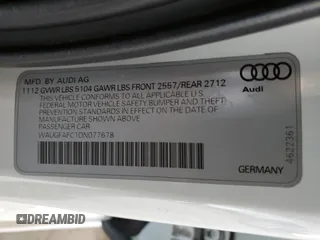 MFD. BY AUDI AG
1112 GVWR LBS 5104 GAWR LBS FRONT 2557/REAR 2712
THIS VEHICLE CONFORMS TO ALL APPLICABLE U.S.
FEDERAL MOTOR VEHICLE SAFETY, BUMPER AND THEFT
PREVENTION STANDARDS IN EFFECT ON THE DATE OF
MANUFACTURE SHOWN ABOVE
PASSENGER CAR
WAUGFAFC1DN077678
Audi
4622361
GERMANY
DREAMBID